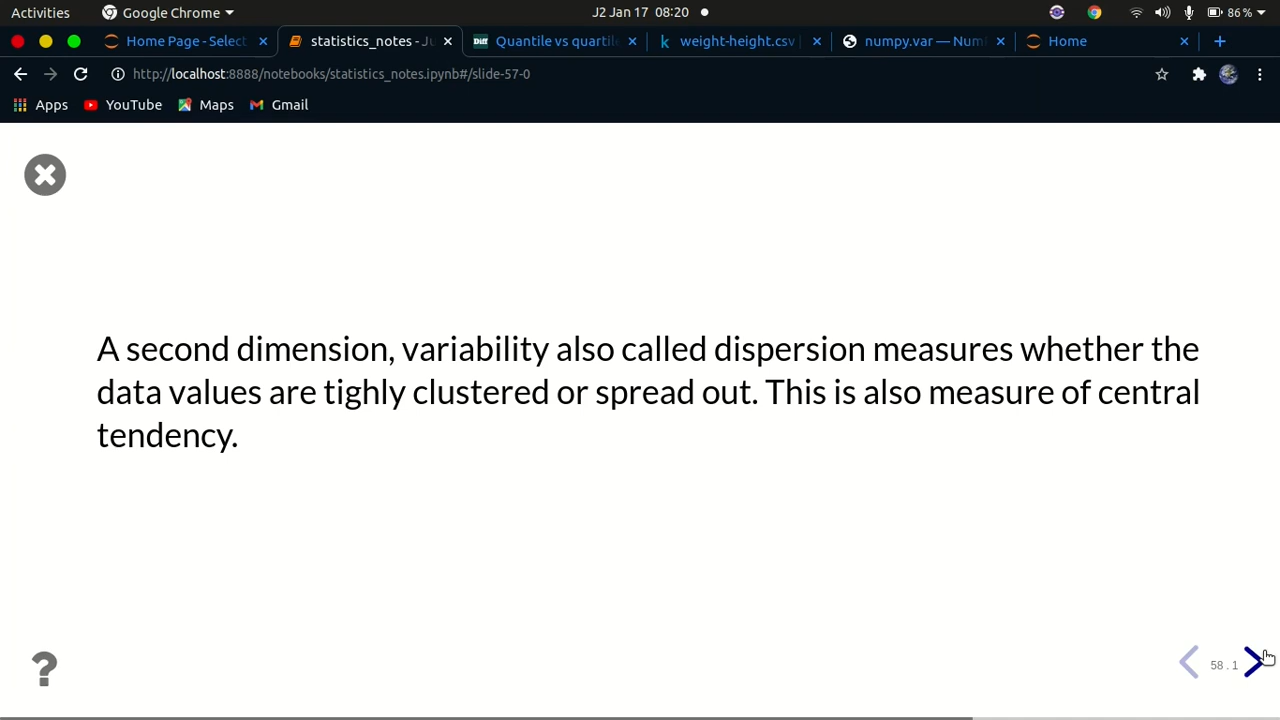 Activities Google Chrome J2 Jan 17 08:20 86 %
Home Page - Select statistics_notes - Ju Diff Quantile vs quartile weight-height.csv | numpy.var — Num Home
http://localhost:8888/notebooks/statistics_notes.ipynb#/slide-57-0
Apps YouTube Maps Gmail
A second dimension, variability also called dispersion measures whether the
data values are tighly clustered or spread out. This is also measure of central
tendency.
?
58 . 1